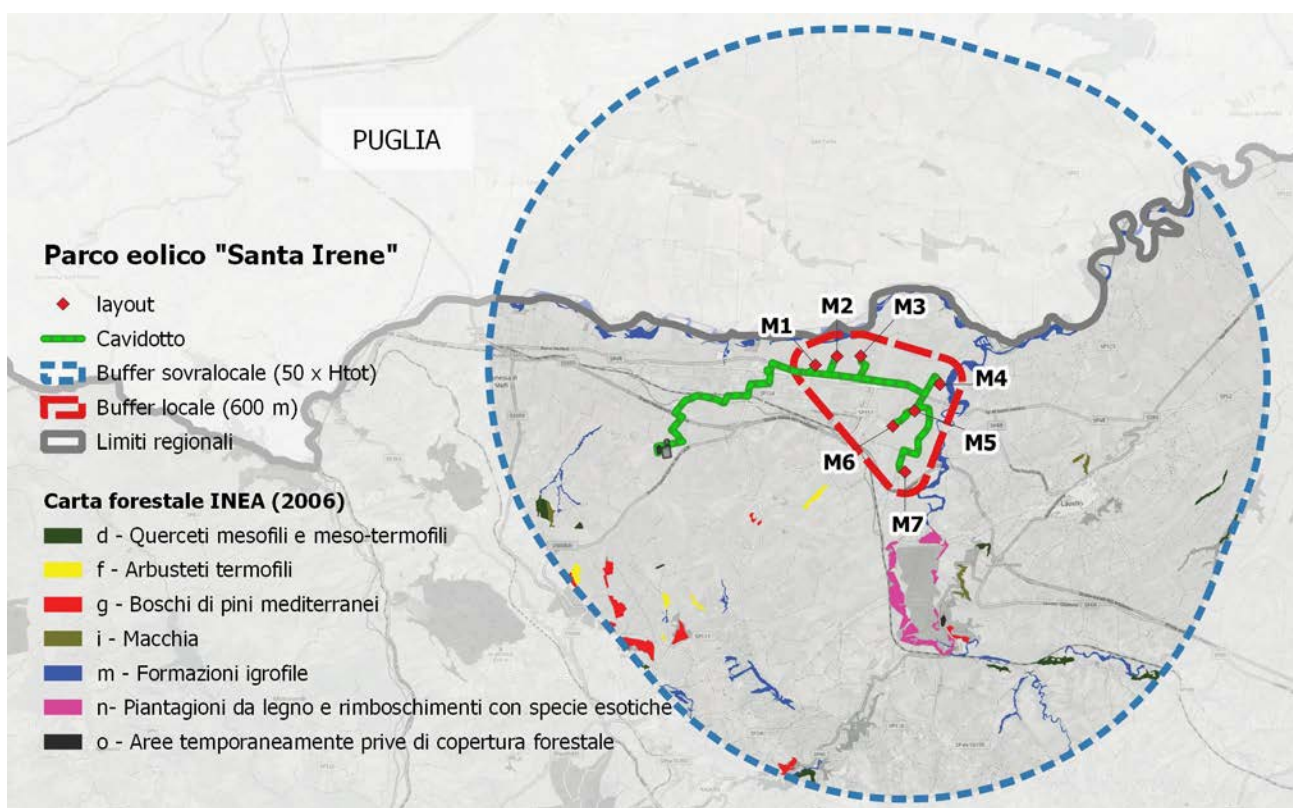 PUGLIA
Parco eolico "Santa Irene"
layout
Cavidotto
Buffer sovralocale (50 x Htot)
Buffer locale (600 m)
Limiti regionali
Carta forestale INEA (2006)
d - Querceti mesofili e meso-termofili
f - Arbusteti termofili
g - Boschi di pini mediterranei
i - Macchia
m - Formazioni igrofile
n- Piantagioni da legno e rimboschimenti con specie esotiche
o - Aree temporaneamente prive di copertura forestale
M1
M2
M3
M4
M5
M6
M7
Lavello